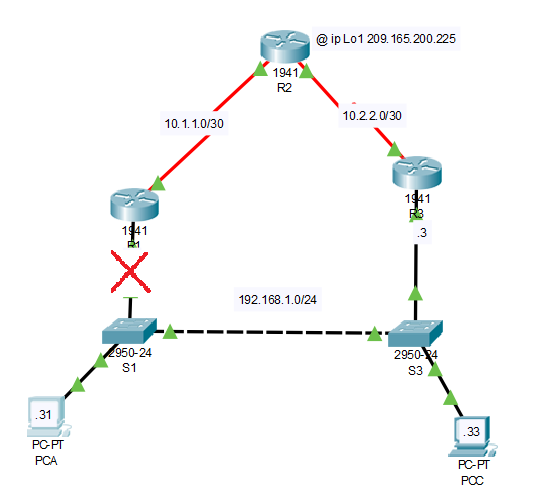 @ ip Lo1 209.165.200.225
1941
R2
10.1.1.0/30
10.2.2.0/30
1941
R1
1941
R3
.3
192.168.1.0/24
2950-24
S1
2950-24
S3
.31
PC-PT
PCA
.33
PC-PT
PCC